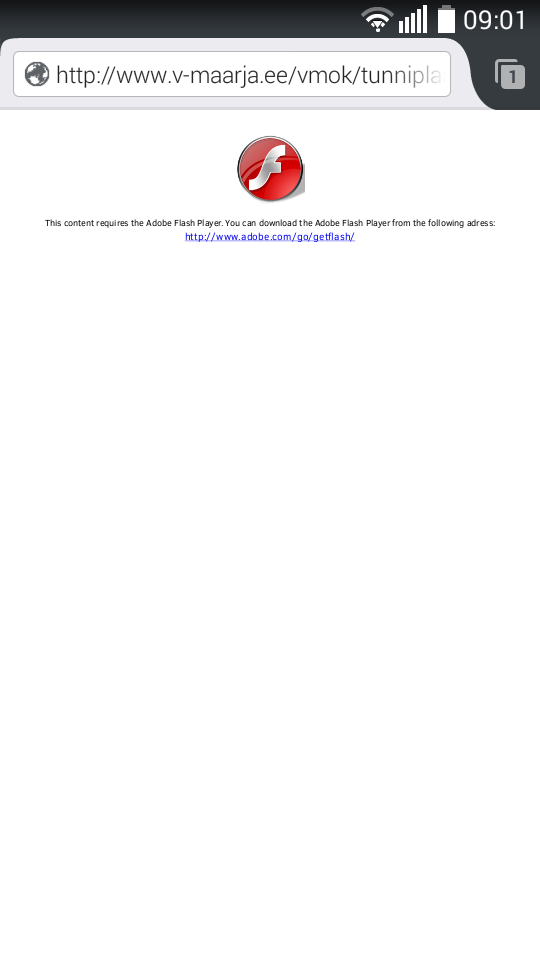 09:01
http://www.v-maarja.ee/vmok/tunnipla
1
This content requires the Adobe Flash Player. You can download the Adobe Flash Player from the following adress:
http://www.adobe.com/go/getflash/